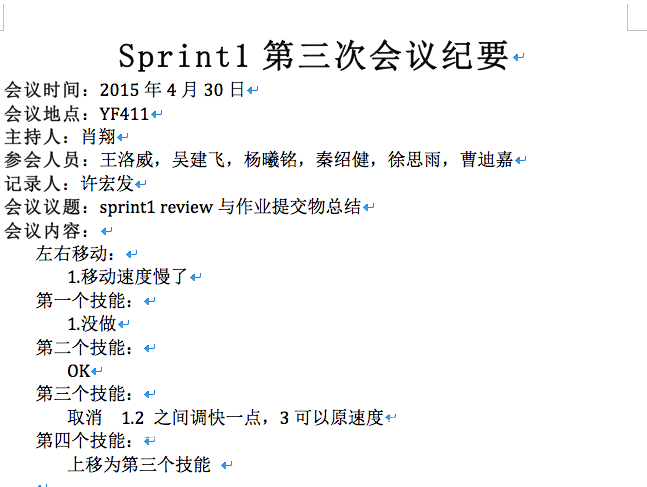 Sprint1 第三次会议纪要
会议时间：2015 年 4 月 30 日
会议地点：YF411
主持人：肖翔
参会人员：王洛威，吴建飞，杨曦铭，秦绍健，徐思雨，曹迪嘉
记录人：许宏发
会议议题：sprint1 review 与作业提交物总结
会议内容：
左右移动：
1.移动速度慢了
第一个技能：
1.没做
第二个技能：
OK
第三个技能：
取消 1.2 之间调快一点，3 可以原速度
第四个技能：
上移为第三个技能